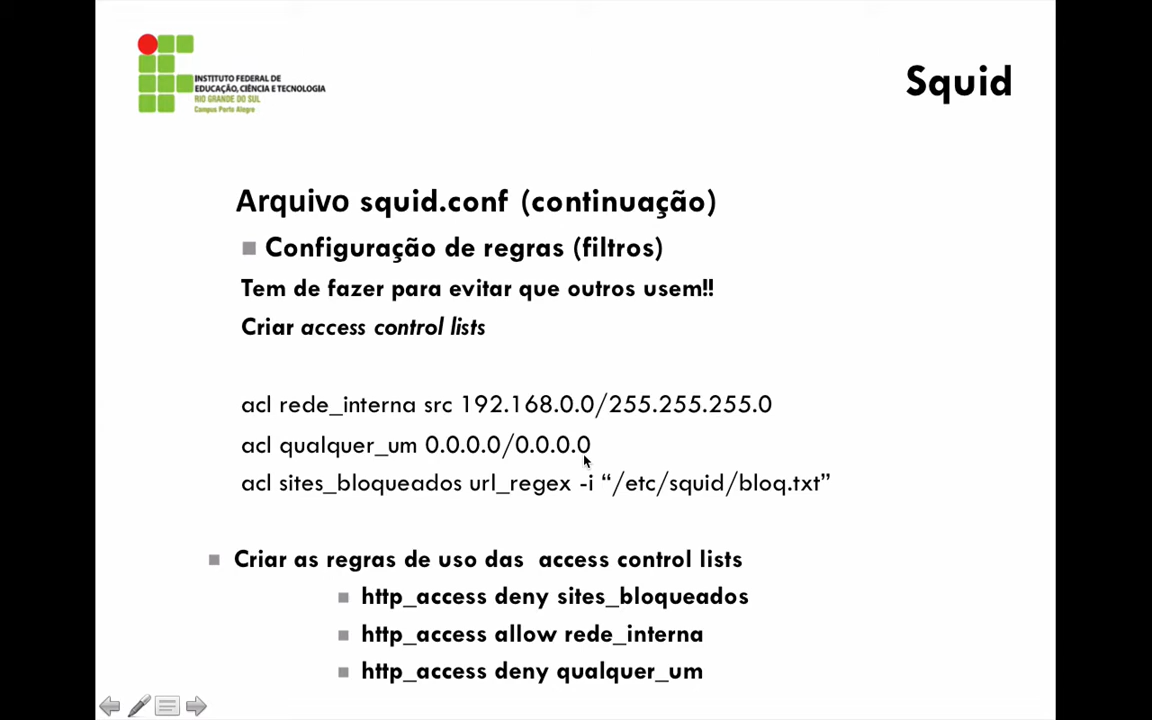 INSTITUTO FEDERAL DE
EDUCAÇÃO, CIÊNCIA E TECNOLOGIA
RIO GRANDE DO SUL
Campus Porto Alegre
Squid
Arquivo squid.conf (continuação)
Configuração de regras (filtros)
Tem de fazer para evitar que outros usem!!
Criar access control lists
acl rede_interna src 192.168.0.0/255.255.255.0
acl qualquer_um 0.0.0.0/0.0.0.0
acl sites_bloqueados url_regex -i “/etc/squid/bloq.txt”
Criar as regras de uso das access control lists
http_access deny sites_bloqueados
http_access allow rede_interna
http_access deny qualquer_um